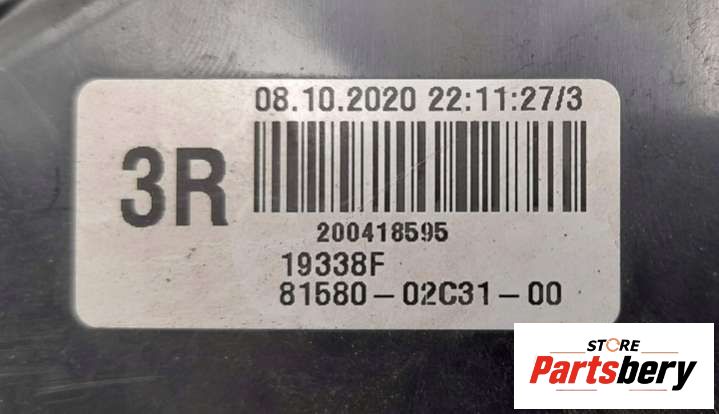 08.10.2020 22:11:27/3
3R
200418595
19338F
81580-02C31-00
STORE
Partsbery